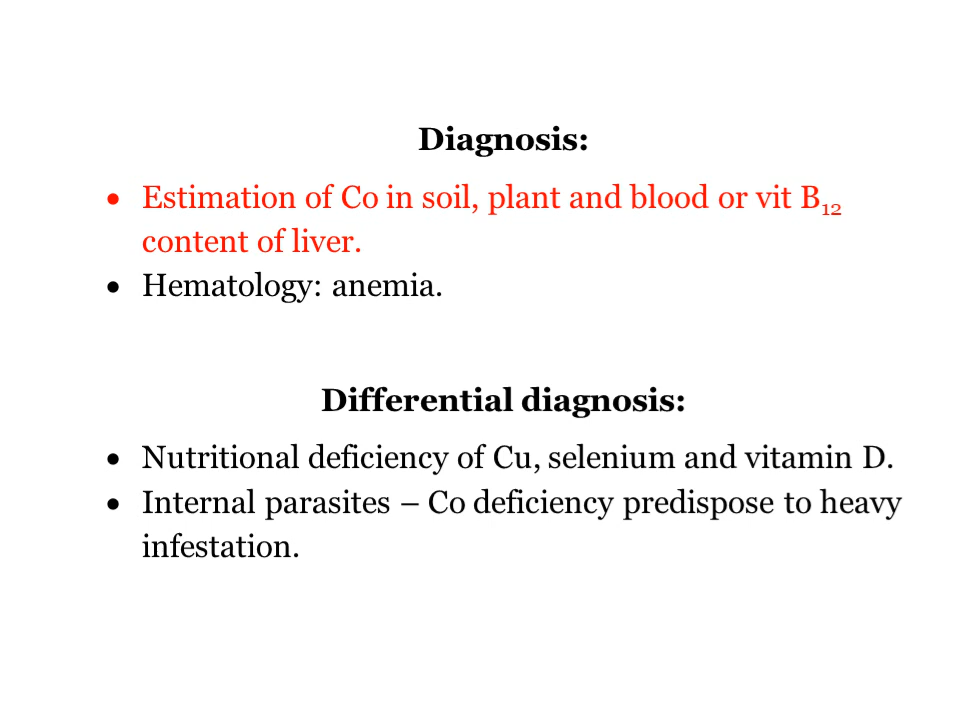 Diagnosis:
• Estimation of Co in soil, plant and blood or vit B12
content of liver.
• Hematology: anemia.
Differential diagnosis:
• Nutritional deficiency of Cu, selenium and vitamin D.
• Internal parasites – Co deficiency predispose to heavy
infestation.